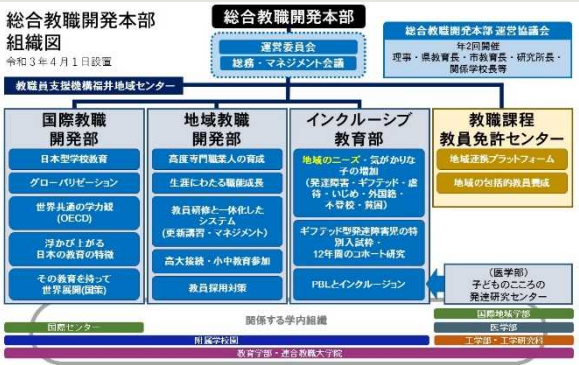 総合教職開発本部
組織図
令和3年4月1日設置
総合教職開発本部
運営委員会
総務・マネジメント会議
総合教職開発本部 運営協議会
年2回開催
理事・県教育長・市教育長・研究所長・
関係学校長等
教職員支援機構福井地域センター
国際教職
開発部
日本型学校教育
グローバリゼーション
世界共通の学力観
(OECD)
浮かび上がる
日本の教育の特徴
その教育を持って
世界展開(国策)
地域教職
開発部
高度専門職業人の育成
生涯にわたる職能成長
教員研修と一体化した
システム
(更新講習・マネジメント)
高大接続・小中教育参加
教員採用対策
インクルーシブ
教育部
地域のニーズ・気がかりな
子の増加
(発達障害・ギフテッド・虐
待・いじめ・外国籍・
不登校・貧困)
ギフテッド型発達障害児の特
別入試枠・
12年間のコホート研究
PBLとインクルージョン
教職課程
教員免許センター
地域連携プラットフォーム
地域の包括的教員養成
(医学部)
子どものこころの
発達研究センター
関係する学内組織
国際地域学部
国際センター
医学部
附属学校園
工学部・工学研究科
教育学部・連合教職大学院